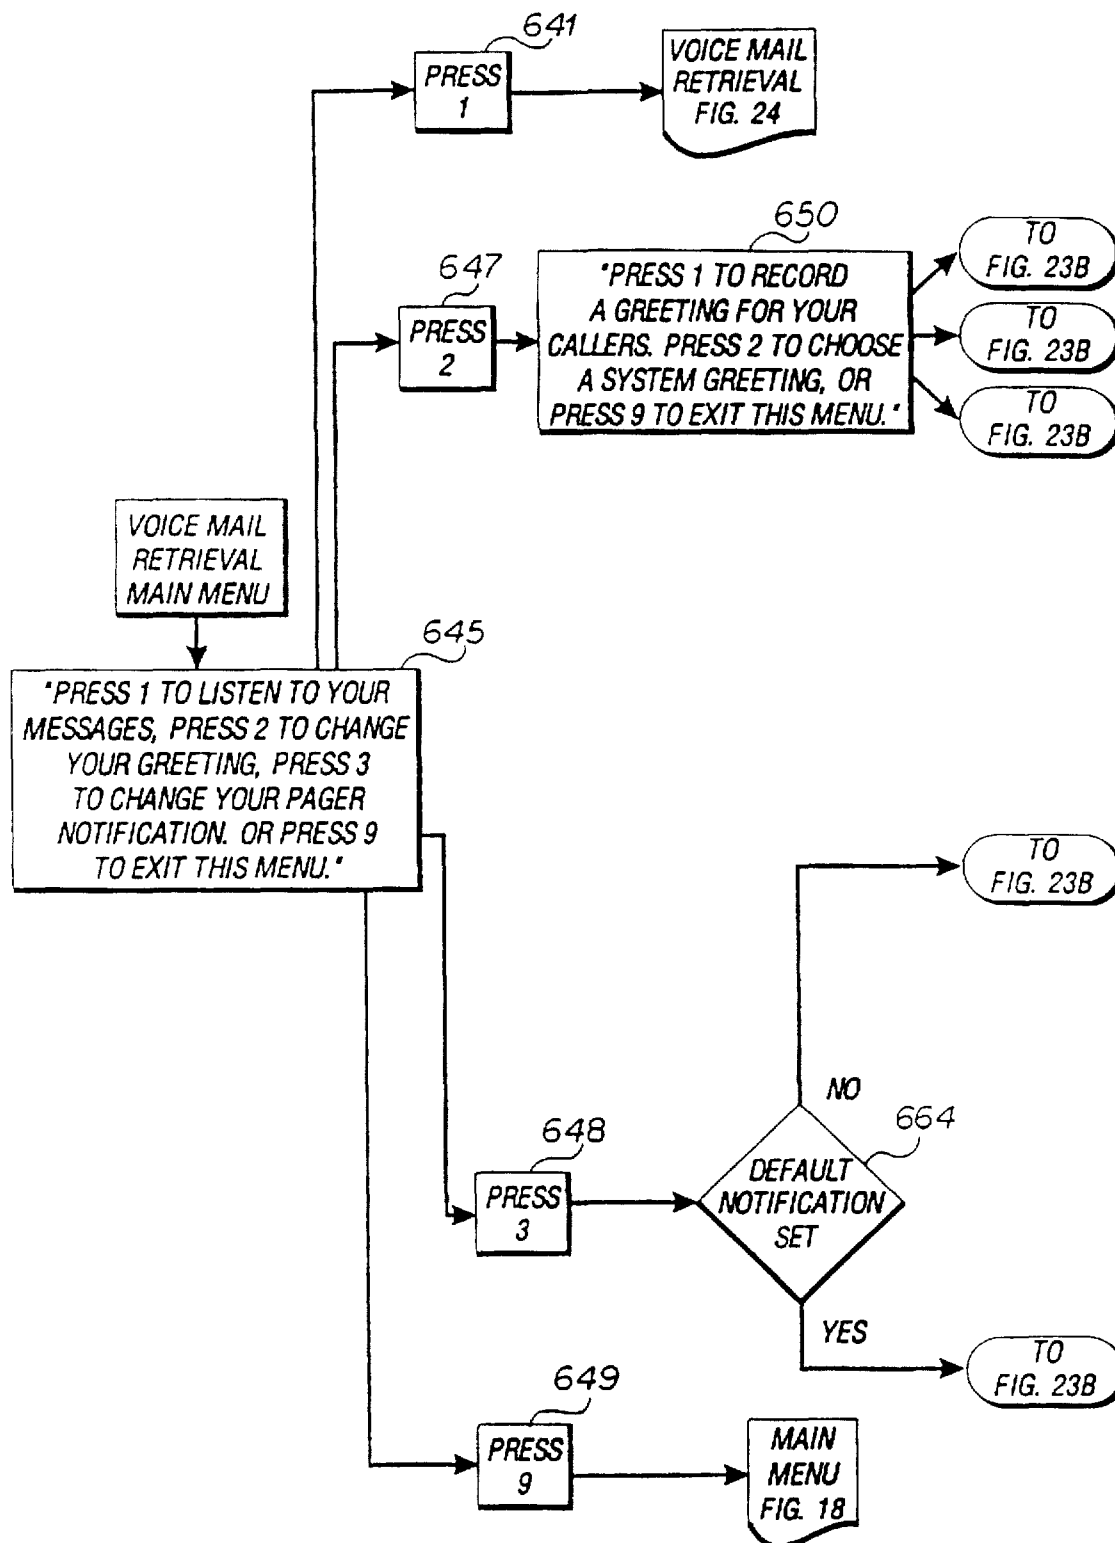 641
PRESS
1
VOICE MAIL
RETRIEVAL
FIG. 24
650
647
PRESS
2
"PRESS 1 TO RECORD
A GREETING FOR YOUR
CALLERS. PRESS 2 TO CHOOSE
A SYSTEM GREETING, OR
PRESS 9 TO EXIT THIS MENU."
TO
FIG. 23B
TO
FIG. 23B
TO
FIG. 23B
VOICE MAIL
RETRIEVAL
MAIN MENU
645
"PRESS 1 TO LISTEN TO YOUR
MESSAGES, PRESS 2 TO CHANGE
YOUR GREETING, PRESS 3
TO CHANGE YOUR PAGER
NOTIFICATION. OR PRESS 9
TO EXIT THIS MENU."
TO
FIG. 23B
NO
664
648
PRESS
3
DEFAULT
NOTIFICATION
SET
YES
TO
FIG. 23B
649
PRESS
9
MAIN
MENU
FIG. 18